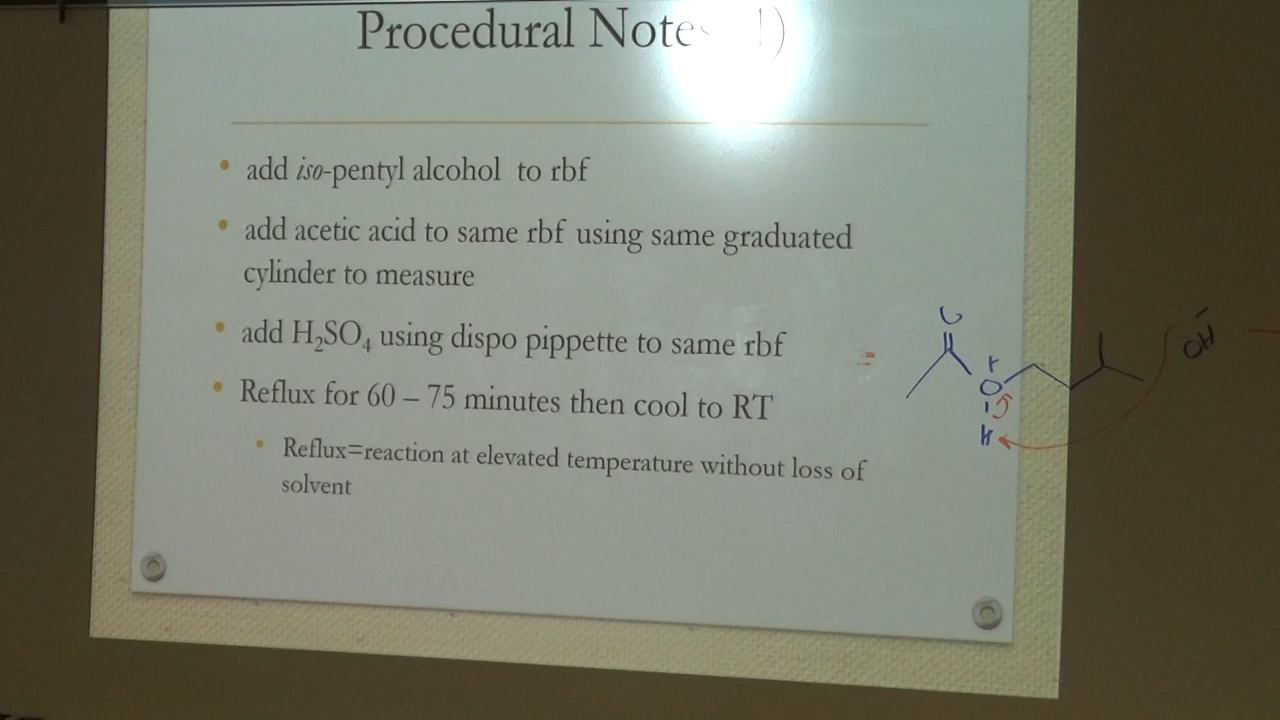 Procedural Note 1)
• add iso-pentyl alcohol to rbf
• add acetic acid to same rbf using same graduated
cylinder to measure
• add H₂SO₄ using dispo pippette to same rbf
• Reflux for 60 – 75 minutes then cool to RT
• Reflux=reaction at elevated temperature without loss of
solvent
=
O
H
OH⁻